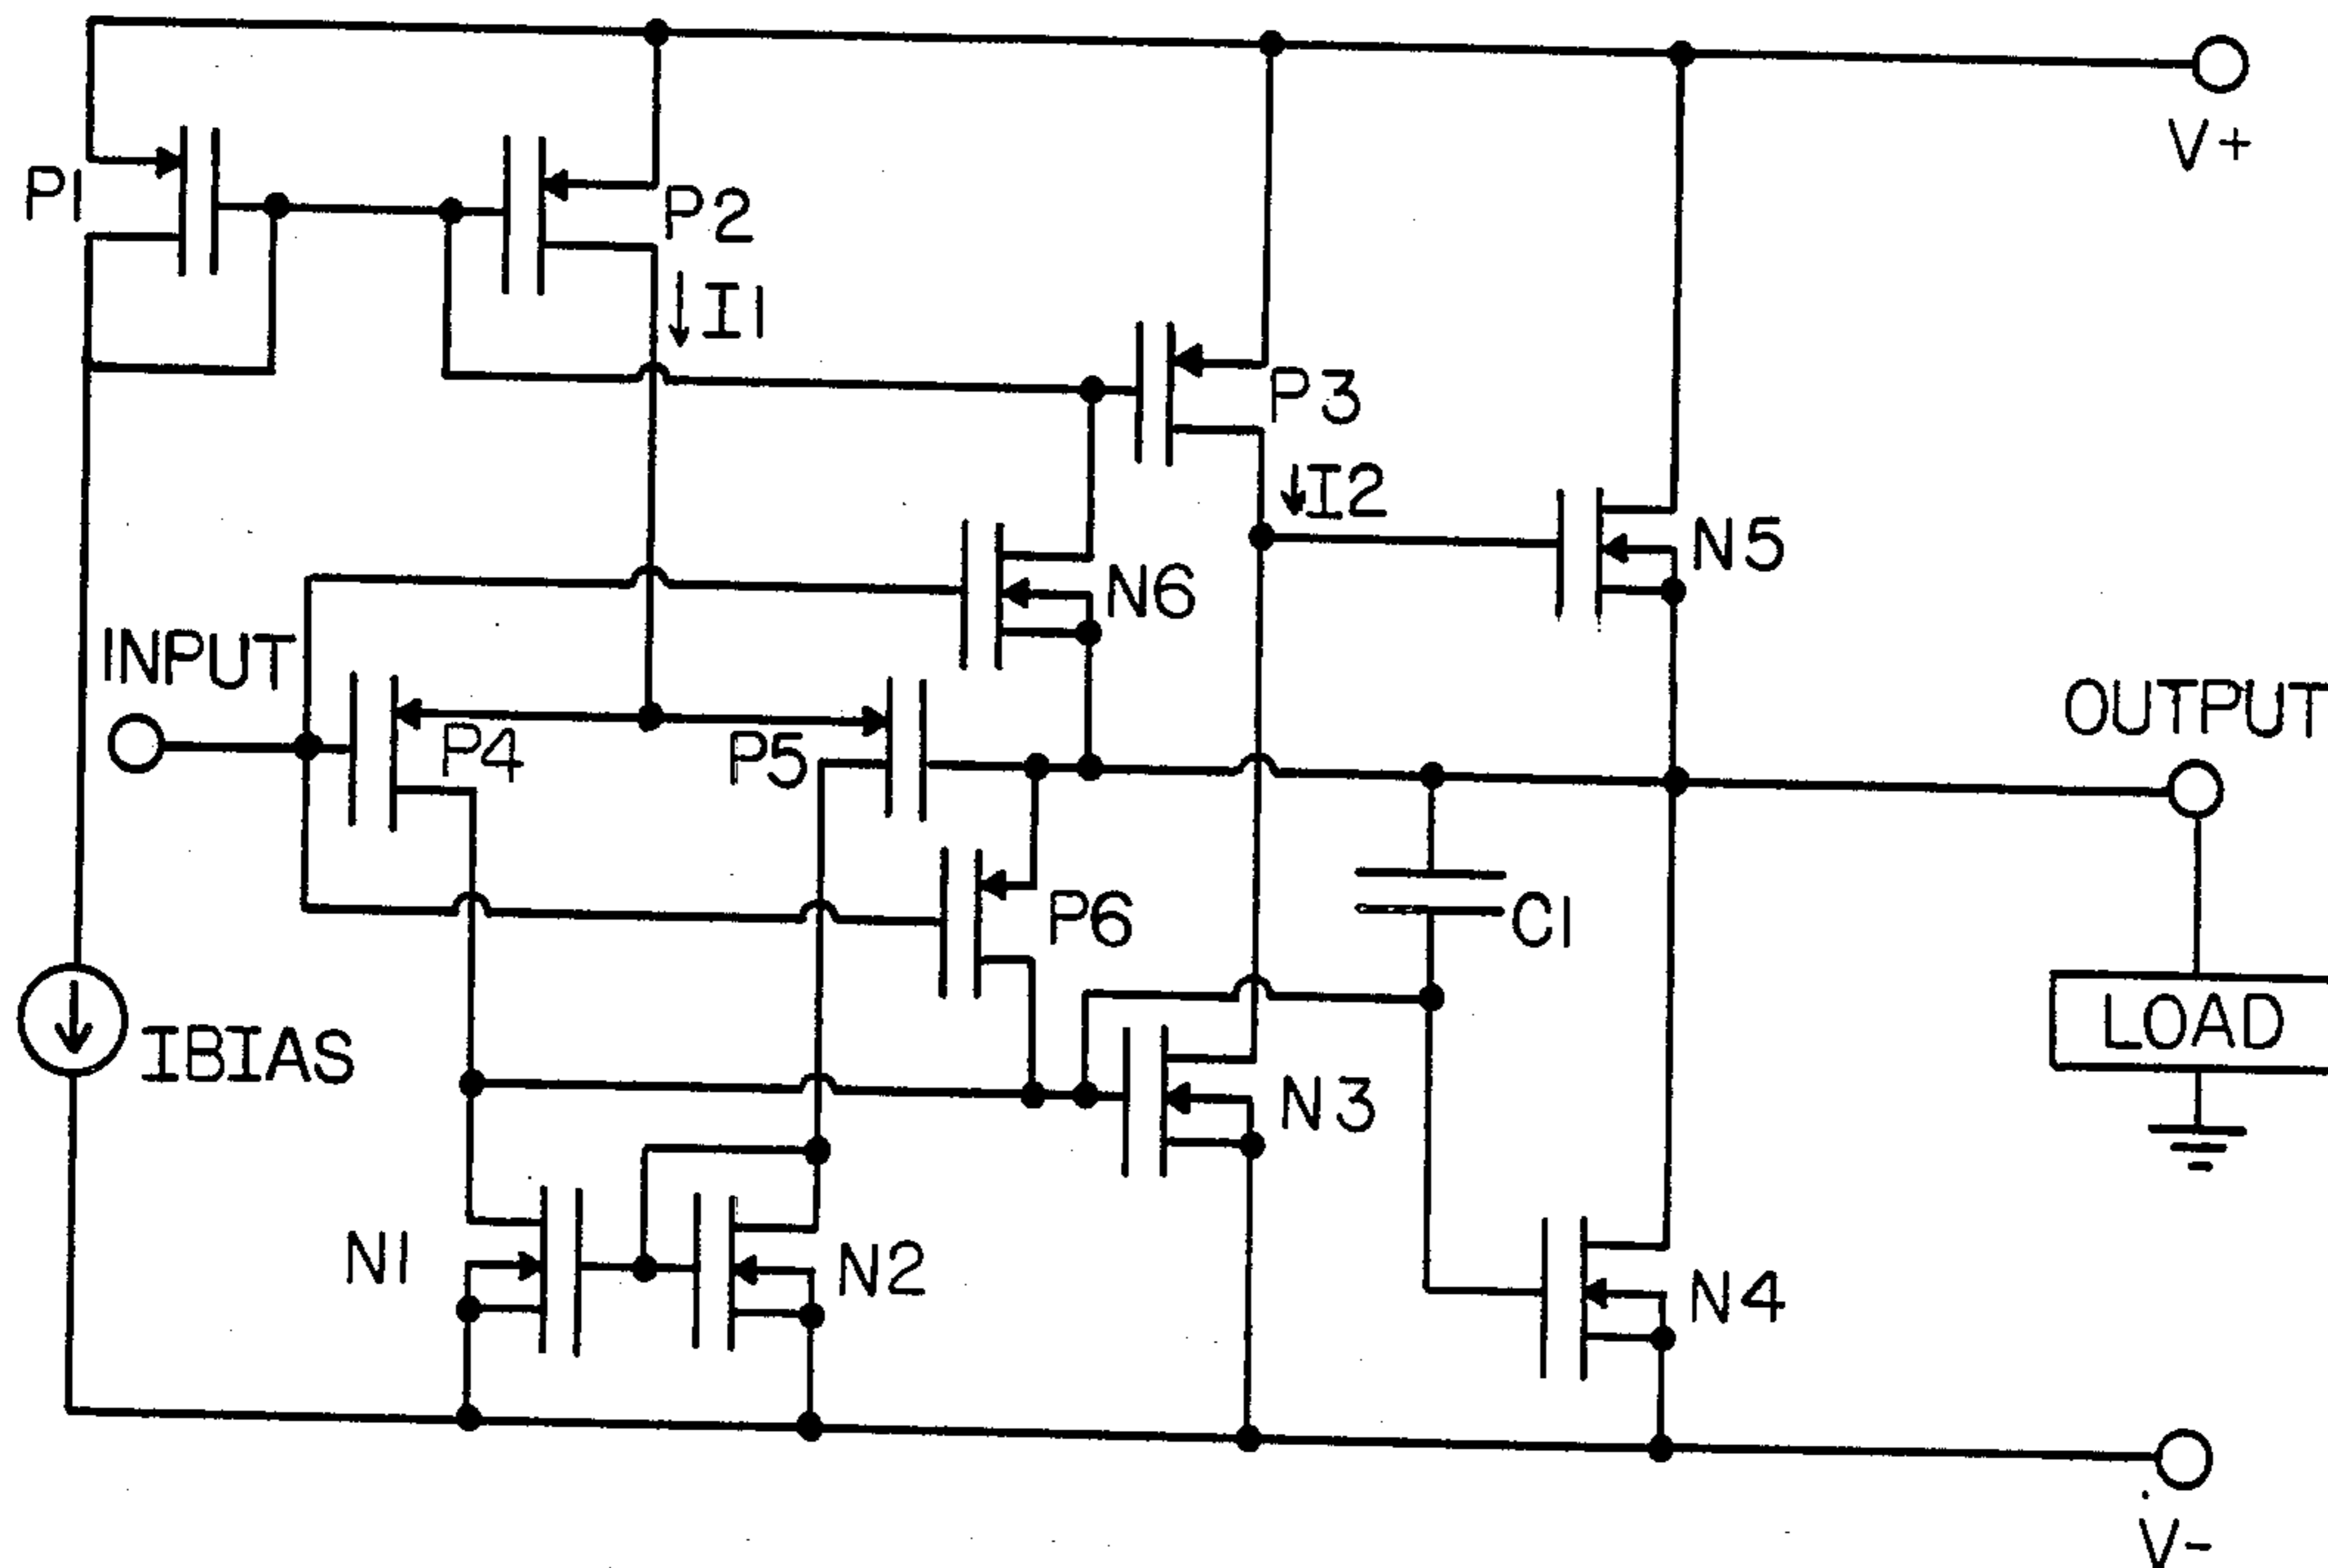 V+
P1
P2
I1
P3
I2
N5
N6
INPUT
OUTPUT
P4
P5
P6
C1
LOAD
IBIAS
N3
N1
N2
N4
V-